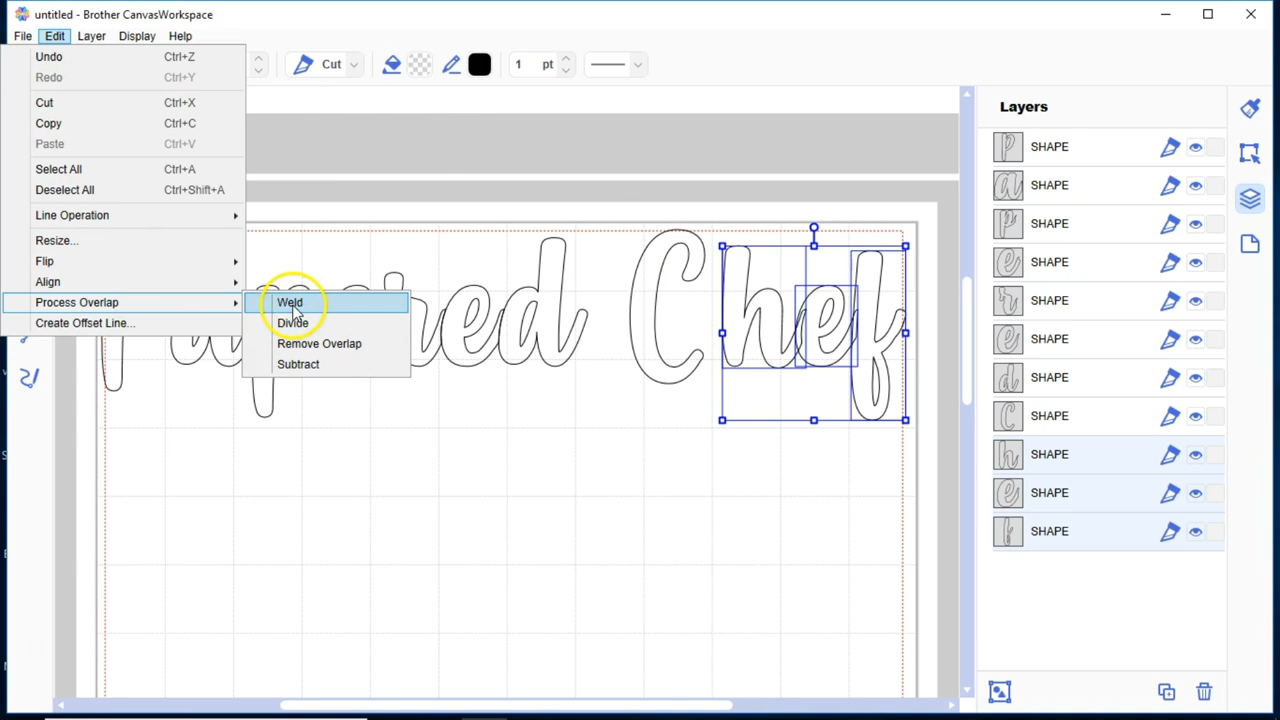 untitled - Brother CanvasWorkspace
File Edit Layer Display Help
Undo Ctrl+Z
Redo Ctrl+Y
Cut Ctrl+X
Copy Ctrl+C
Paste Ctrl+V
Select All Ctrl+A
Deselect All Ctrl+Shift+A
Line Operation
Resize...
Flip
Align
Process Overlap
Create Offset Line...
Weld
Divide
Remove Overlap
Subtract
Cut
1 pt
Chef
Layers
P SHAPE
a SHAPE
p SHAPE
e SHAPE
r SHAPE
e SHAPE
d SHAPE
C SHAPE
h SHAPE
e SHAPE
f SHAPE